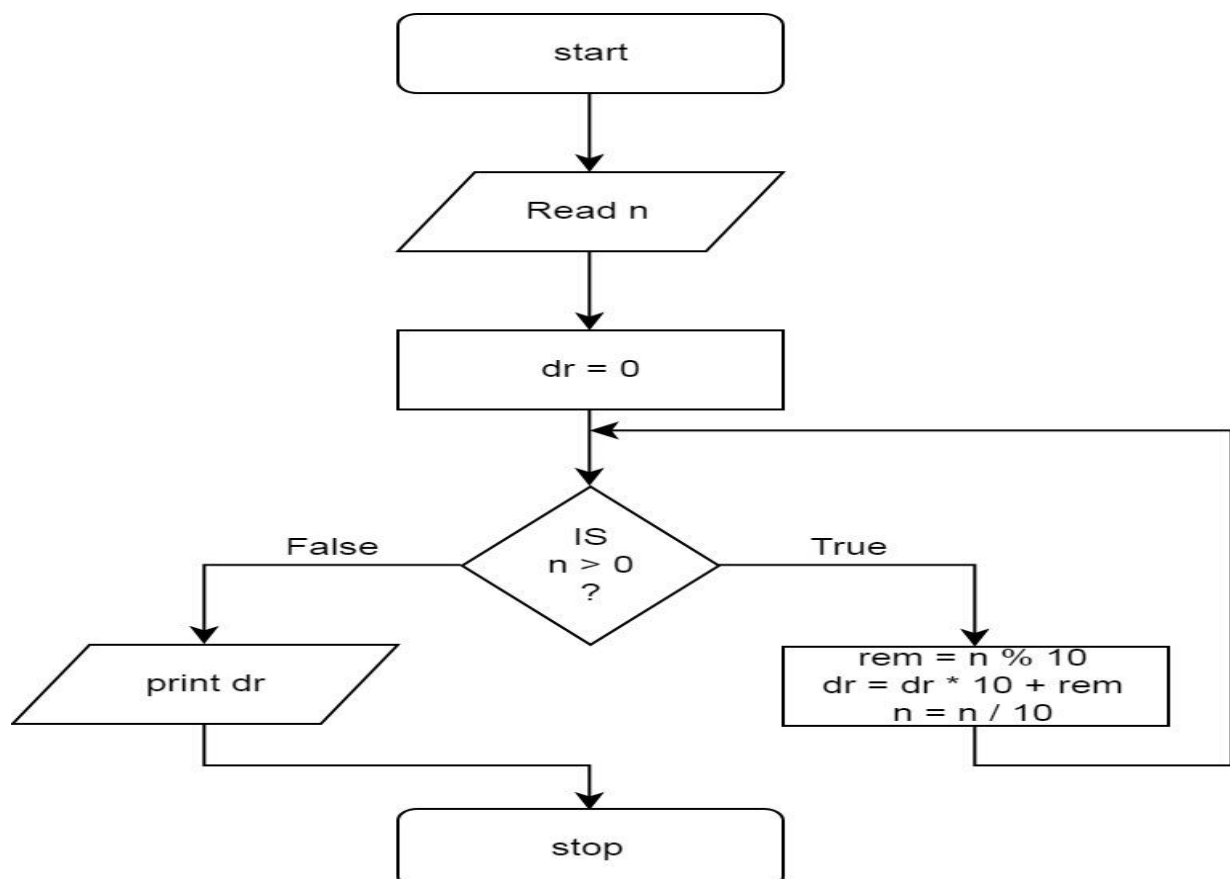 start
Read n
dr = 0
IS
n > 0
?
False
True
print dr
rem = n % 10
dr = dr * 10 + rem
n = n / 10
stop